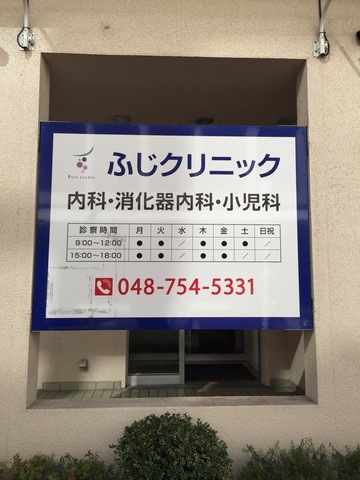 FUJI CLINIC
ふじクリニック
内科・消化器内科・小児科
診察時間 月 火 水 木 金 土 日祝
9:00〜12:00 ● ● ／ ● ● ● ／
15:00〜18:00 ● ● ／ ● ● ／ ／
048-754-5331